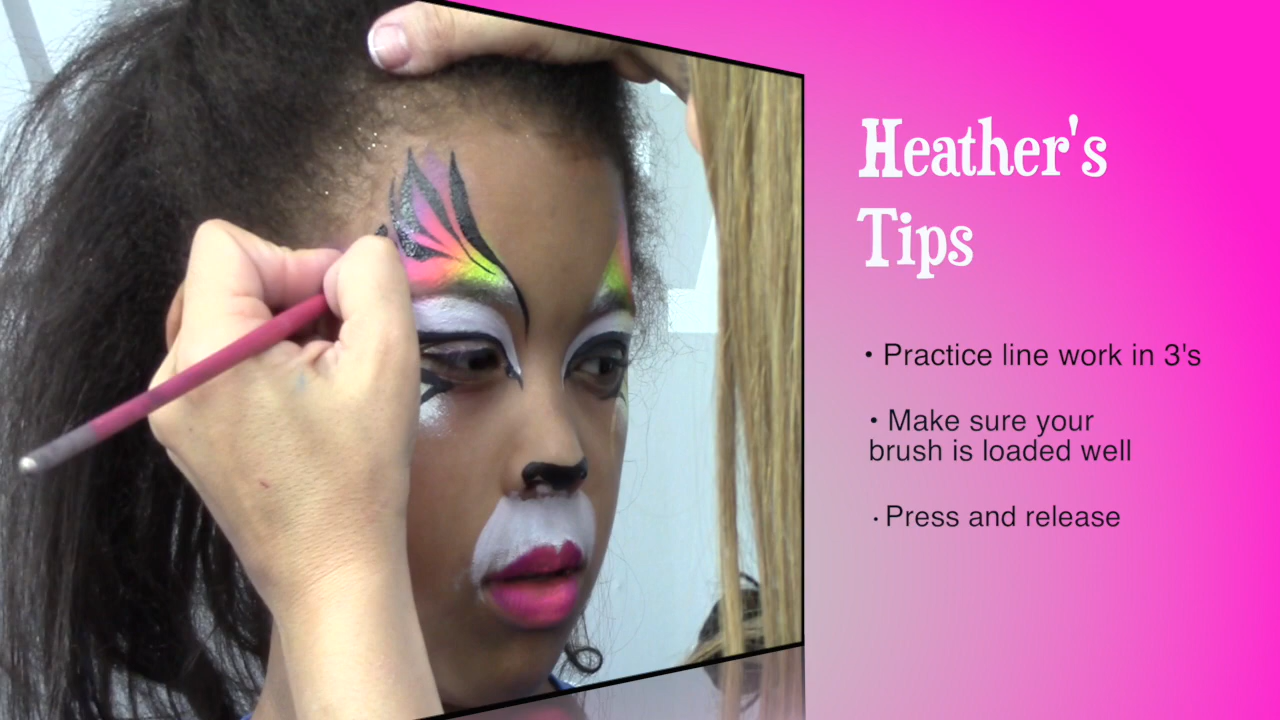 Heather's
Tips
• Practice line work in 3's
• Make sure your
brush is loaded well
• Press and release